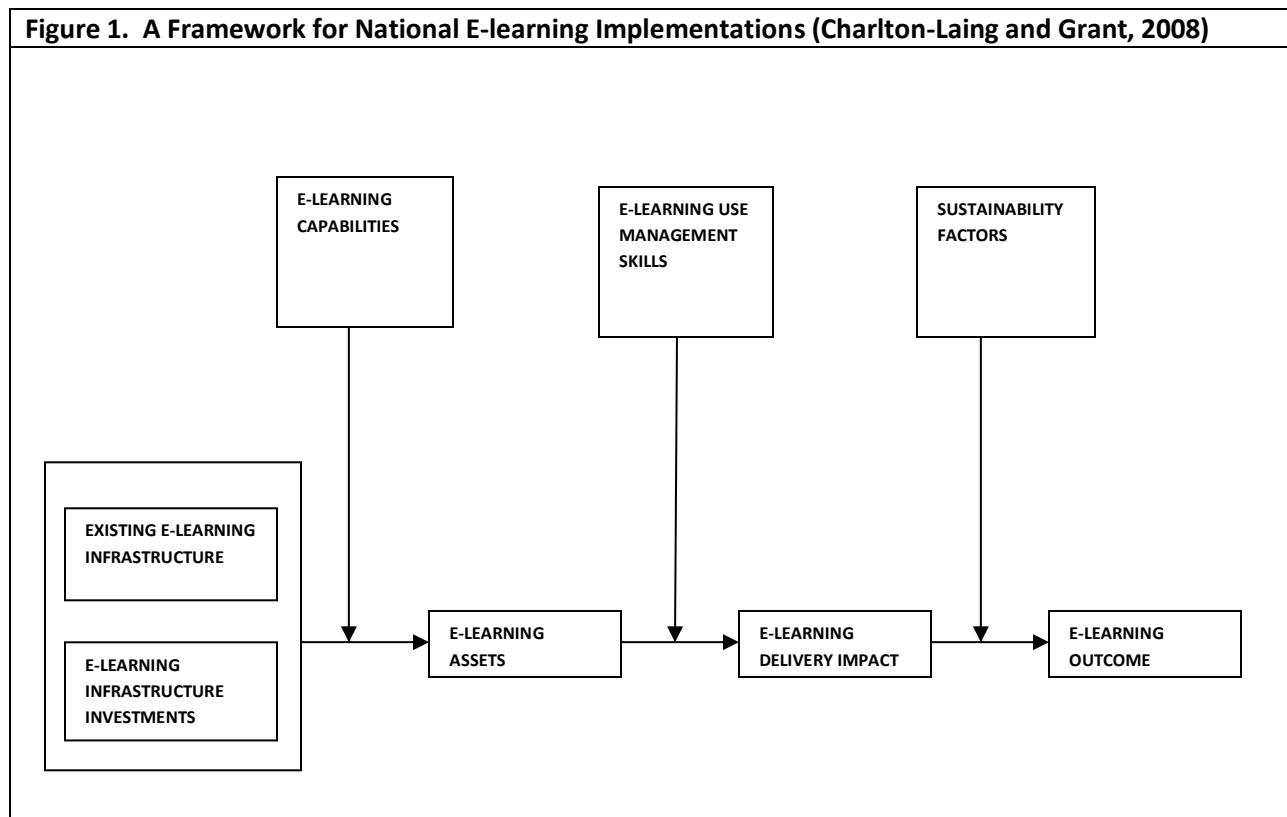 Figure 1. A Framework for National E-learning Implementations (Charlton-Laing and Grant, 2008)
E-LEARNING
CAPABILITIES
E-LEARNING USE
MANAGEMENT
SKILLS
SUSTAINABILITY
FACTORS
EXISTING E-LEARNING
INFRASTRUCTURE
E-LEARNING
INFRASTRUCTURE
INVESTMENTS
E-LEARNING
ASSETS
E-LEARNING
DELIVERY IMPACT
E-LEARNING
OUTCOME